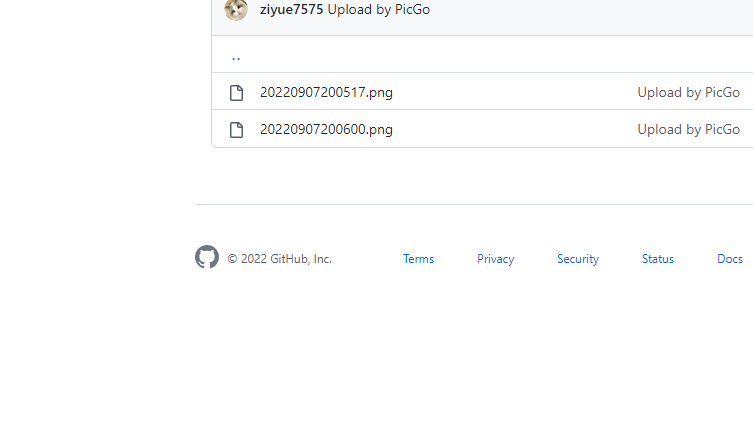 ziyue7575 Upload by PicGo
..
20220907200517.png Upload by PicGo
20220907200600.png Upload by PicGo
© 2022 GitHub, Inc. Terms Privacy Security Status Docs